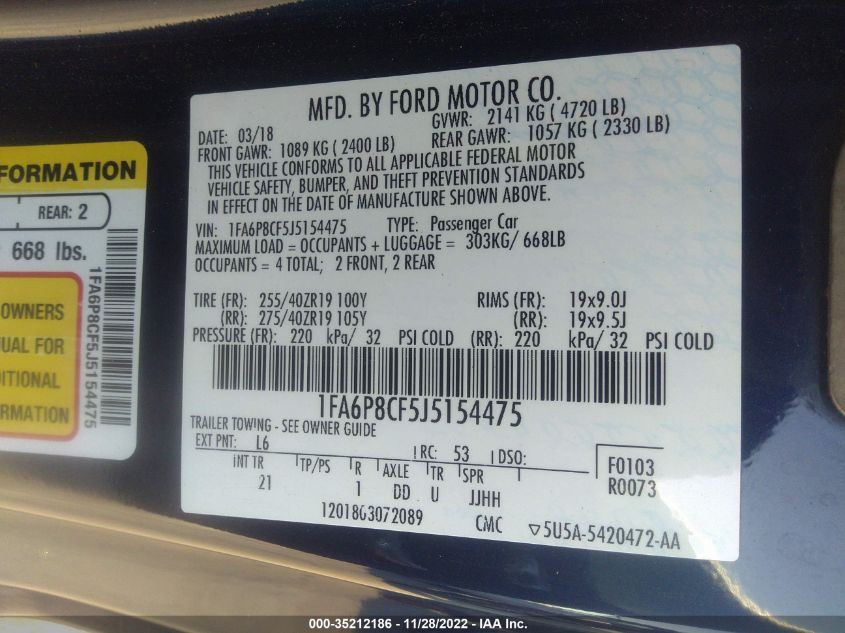 FORMATION
REAR: 2
668 lbs.
OWNERS
UAL FOR
DITIONAL
RMATION
1FA6P8CF5J5154475
MFD. BY FORD MOTOR CO.
DATE: 03/18
GVWR: 2141 KG ( 4720 LB)
FRONT GAWR: 1089 KG ( 2400 LB)
REAR GAWR: 1057 KG ( 2330 LB)
THIS VEHICLE CONFORMS TO ALL APPLICABLE FEDERAL MOTOR
VEHICLE SAFETY, BUMPER, AND THEFT PREVENTION STANDARDS
IN EFFECT ON THE DATE OF MANUFACTURE SHOWN ABOVE.
VIN: 1FA6P8CF5J5154475 TYPE: Passenger Car
MAXIMUM LOAD = OCCUPANTS + LUGGAGE = 303KG/ 668LB
OCCUPANTS = 4 TOTAL; 2 FRONT, 2 REAR
TIRE (FR): 255/40ZR19 100Y RIMS (FR): 19x9.0J
(RR): 275/40ZR19 105Y (RR): 19x9.5J
PRESSURE (FR): 220 kPa/ 32 PSI COLD (RR): 220 kPa/ 32 PSI COLD
1FA6P8CF5J5154475
TRAILER TOWING - SEE OWNER GUIDE
EXT PNT: L6 RC: 53 DSO:
INT TR TP/PS R AXLE TR SPR
21 1 DD U JJHH
F0103
R0073
1201803072089 CMC 5U5A-5420472-AA
000-35212186 - 11/28/2022 - IAA Inc.